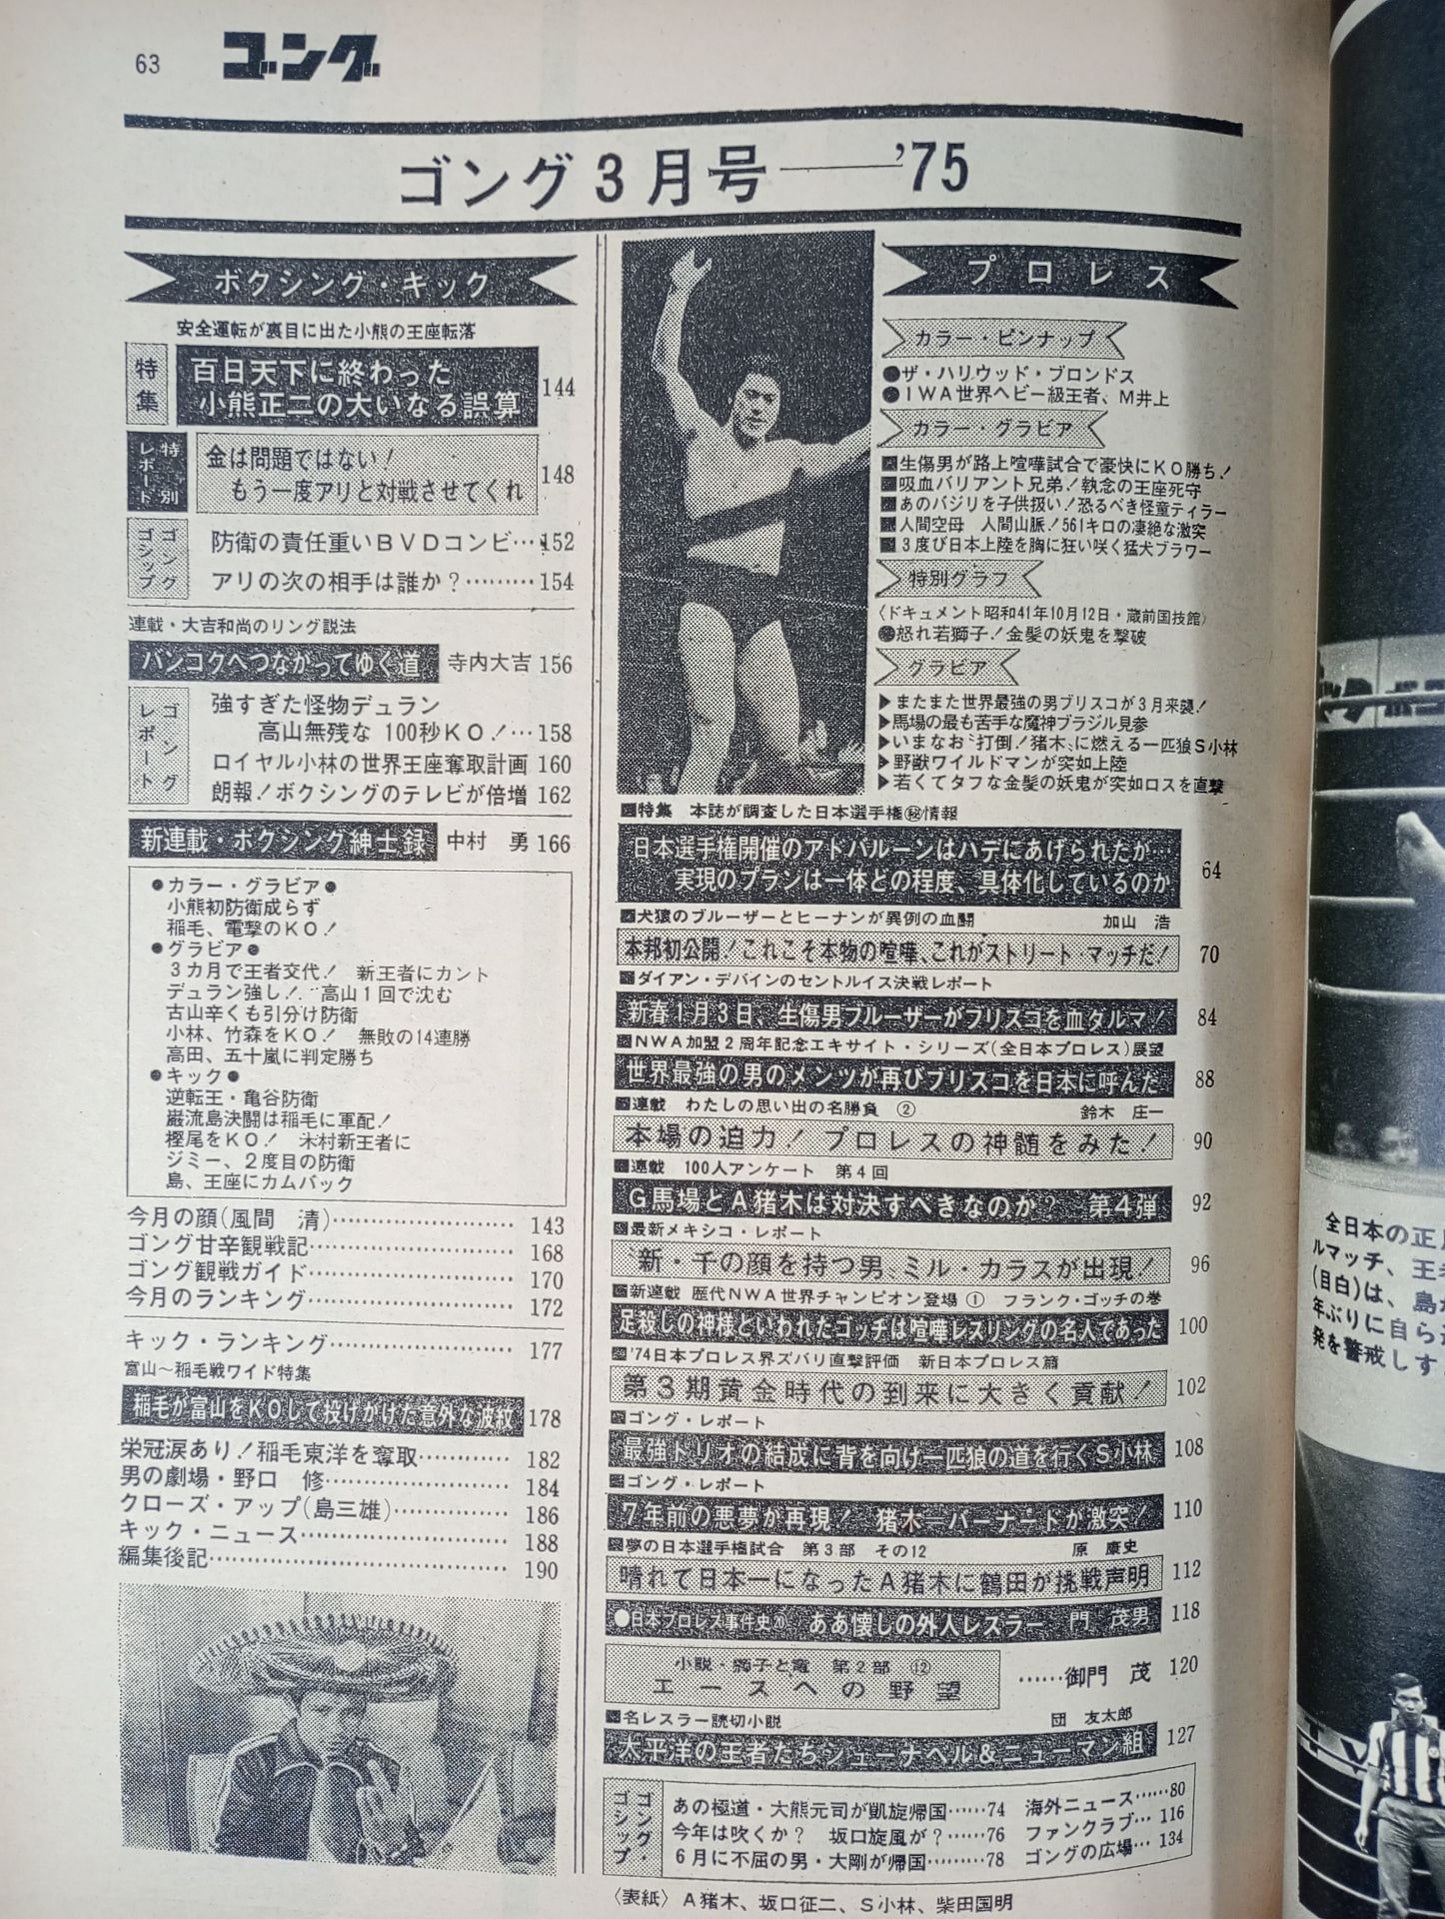 63
ゴング
ゴング3月号――'75
ボクシング・キック
安全運転が裏目に出た小熊の王座転落
特集
百日天下に終わった
小熊正二の大いなる誤算
144
特別レポート
金は問題ではない!
もう一度アリと対戦させてくれ
148
ゴング ゴシップ
防衛の責任重いBVDコンビ…152
アリの次の相手は誰か?………154
連載・大吉和尚のリング説法
バンコクへつながってゆく道 寺内大吉 156
ゴング レポート
強すぎた怪物デュラン
高山無残な 100秒KO!…158
ロイヤル小林の世界王座奪取計画 160
朗報!ボクシングのテレビが倍増 162
新連載・ボクシング紳士録 中村 勇 166
●カラー・グラビア●
小熊初防衛成らず
稲毛、電撃のKO!
●グラビア●
3カ月で王者交代! 新王者にカント
デュラン強し! 高山1回で沈む
古山辛くも引分け防衛
小林、竹森をKO! 無敗の14連勝
高田、五十嵐に判定勝ち
●キック●
逆転王・亀谷防衛
巌流島決闘は稲毛に軍配!
樫尾をKO! 木村新王者に
ジミー、2度目の防衛
島、王座にカムバック
今月の顔(風間 清)……………………143
ゴング甘辛観戦記……………………168
ゴング観戦ガイド……………………170
今月のランキング……………………172
キック・ランキング……………………177
富山~稲毛戦ワイド特集
稲毛が富山をKOして投げかけた意外な波紋 178
栄冠涙あり!稲毛東洋を奪取…………182
男の劇場・野口 修……………………184
クローズ・アップ(島三雄)……………186
キック・ニュース……………………188
編集後記……………………………190
プロレス
カラー・ピンナップ
●ザ・ハリウッド・ブロンドス
●IWA世界ヘビー級王者、M井上
カラー・グラビア
■生傷男が路上喧嘩試合で豪快にKO勝ち!
■吸血バリアント兄弟!執念の王座死守
■あのバジリを子供扱い!恐るべき怪童ティラー
■人間空母 人間山脈!561キロの凄絶な激突
■3度び日本上陸を胸に狂い咲く猛犬ブラワー
特別グラフ
〈ドキュメント昭和41年10月12日・蔵前国技館〉
●怒れ若獅子!金髪の妖鬼を撃破
グラビア
▶またまた世界最強の男ブリスコが3月来襲!
▶馬場の最も苦手な魔神ブラジル見参
▶いまなお〝打倒!猪木〟に燃える一匹狼S小林
▶野獣ワイルドマンが突如上陸
▶若くてタフな金髪の妖鬼が突如ロスを直撃
■特集 本誌が調査した日本選手権㊙情報
日本選手権開催のアドバルーンはハデにあげられたが…
実現のプランは一体どの程度、具体化しているのか
64
■犬猿のブルーザーとヒーナンが異例の血闘 加山 浩
本邦初公開!これこそ本物の喧嘩、これがストリート・マッチだ! 70
■ダイアン・デバインのセントルイス決戦レポート
新春1月3日、生傷男ブルーザーがブリスコを血ダルマ! 84
■NWA加盟2周年記念エキサイト・シリーズ(全日本プロレス)展望
世界最強の男のメンツが再びブリスコを日本に呼んだ 88
■連載 わたしの思い出の名勝負 ② 鈴木 庄一
本場の迫力! プロレスの神髄をみた! 90
■連載 100人アンケート 第4回
G馬場とA猪木は対決すべきなのか? 第4弾 92
■最新メキシコ・レポート
〝新・千の顔を持つ男〟ミル・カラスが出現! 96
■新連載 歴代NWA世界チャンピオン登場① フランク・ゴッチの巻
足殺しの神様といわれたゴッチは喧嘩レスリングの名人であった 100
■'74日本プロレス界ズバリ直撃評価 新日本プロレス篇
第3期黄金時代の到来に大きく貢献! 102
■ゴング・レポート
最強トリオの結成に背を向け一匹狼の道を行くS小林 108
■ゴング・レポート
7年前の悪夢が再現! 猪木―バーナードが激突! 110
■夢の日本選手権試合 第3部 その12 原 康史
晴れて日本一になったA猪木に鶴田が挑戦声明 112
●日本プロレス事件史⑳ ああ懐しの外人レスラー 門 茂男 118
小説・獅子と竜 第2部 ⑫
エースへの野望
……御門 茂 120
■名レスラー読切小説 団 友太郎
太平洋の王者たちシューナベル&ニューマン組 127
ゴング・ゴシップ
あの極道・大熊元司が凱旋帰国……74
今年は吹くか? 坂口旋風が?……76
6月に不屈の男・大剛が帰国………78
海外ニュース……80
ファンクラブ… 116
ゴングの広場… 134
〈表紙〉 A猪木、坂口征二、S小林、柴田国明
全日本の正
ルマッチ、王
(目白)は、島
年ぶりに自ら
発を警戒しす